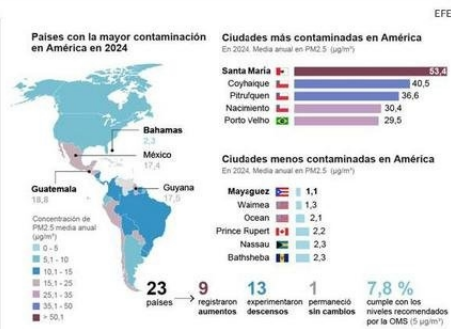 EFE
Países con la mayor contaminación
en América en 2024
Bahamas
2,3
México
17,4
Guatemala
18,8
Guyana
17,5
Concentración de
PM2.5 media anual
(µg/m³)
0 - 5
5,1 - 10
10,1 - 15
15,1 - 25
25,1 - 35
35,1 - 50
> 50,1
Ciudades más contaminadas en América
En 2024. Media anual en PM2.5 (µg/m³)
Santa María 53,4
Coyhaique 40,5
Pitrufquen 36,6
Nacimiento 30,4
Porto Velho 29,5
Ciudades menos contaminadas en América
En 2024. Media anual en PM2.5 (µg/m³)
Mayaguez 1,1
Waimea 1,3
Ocean 2,1
Prince Rupert 2,2
Nassau 2,3
Bathsheba 2,3
23
países
9
registraron
aumentos
13
experimentaron
descensos
1
permaneció
sin cambios
7,8 %
cumple con los
niveles recomendados
por la OMS (5 µg/m³)